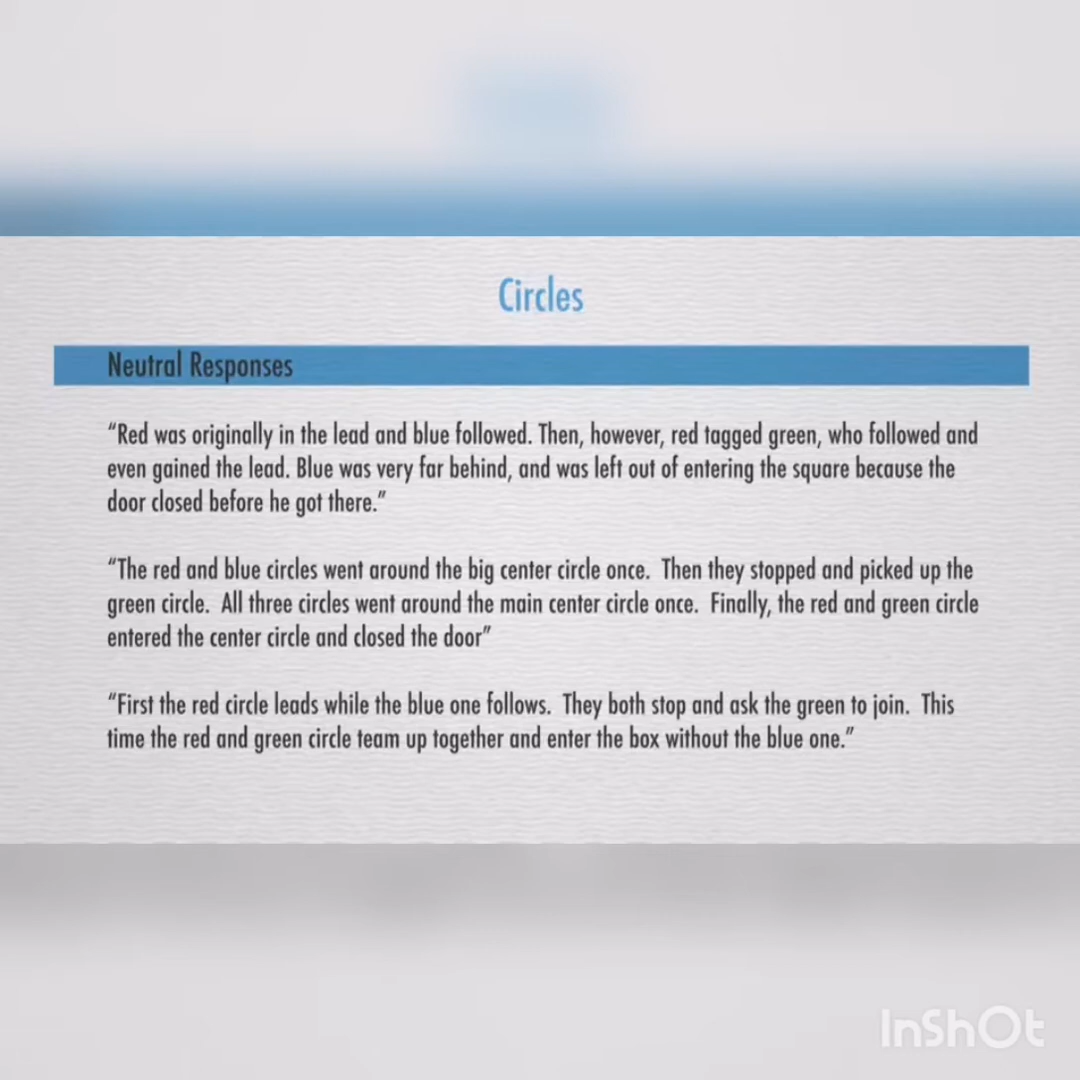 Circles
Neutral Responses
“Red was originally in the lead and blue followed. Then, however, red tagged green, who followed and
even gained the lead. Blue was very far behind, and was left out of entering the square because the
door closed before he got there.”
“The red and blue circles went around the big center circle once.  Then they stopped and picked up the
green circle.  All three circles went around the main center circle once.  Finally, the red and green circle
entered the center circle and closed the door”
“First the red circle leads while the blue one follows.  They both stop and ask the green to join.  This
time the red and green circle team up together and enter the box without the blue one.”
InShOt